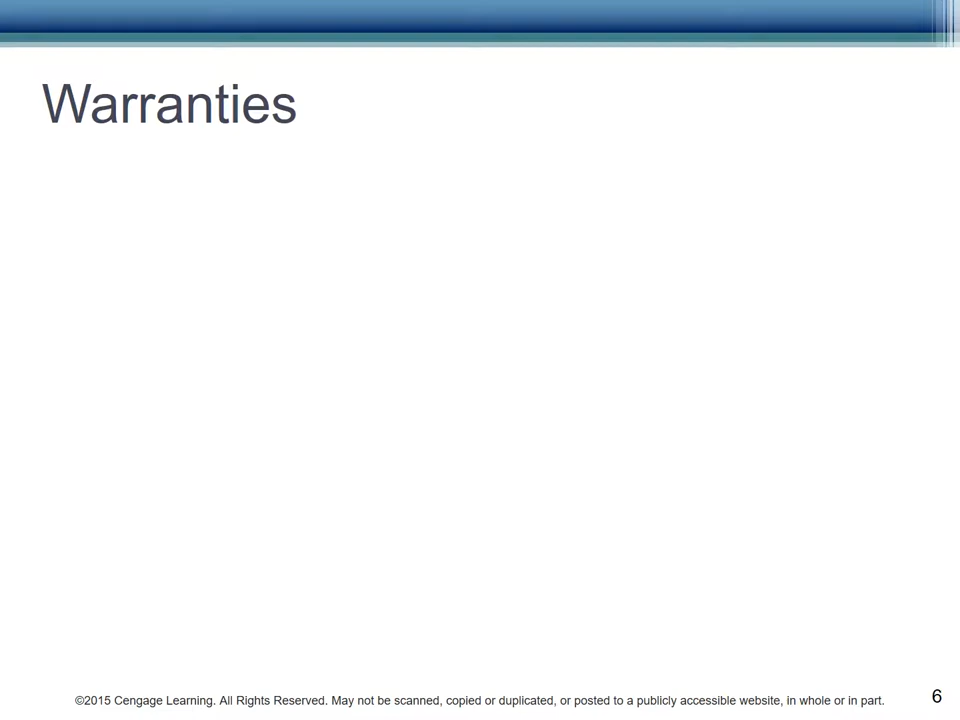 Warranties
©2015 Cengage Learning. All Rights Reserved. May not be scanned, copied or duplicated, or posted to a publicly accessible website, in whole or in part.
6